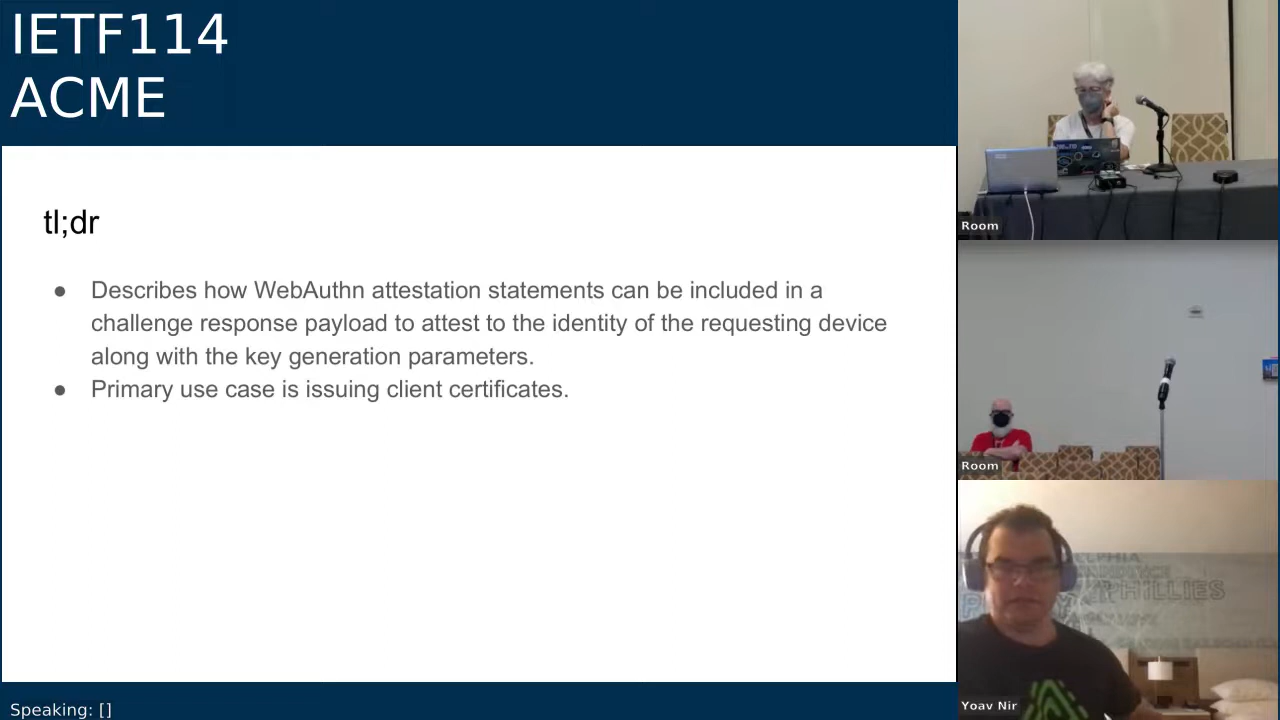 IETF114
ACME
tl;dr
● Describes how WebAuthn attestation statements can be included in a
challenge response payload to attest to the identity of the requesting device
along with the key generation parameters.
● Primary use case is issuing client certificates.
Speaking: []
Room
Room
PHILLIES
Yoav Nir